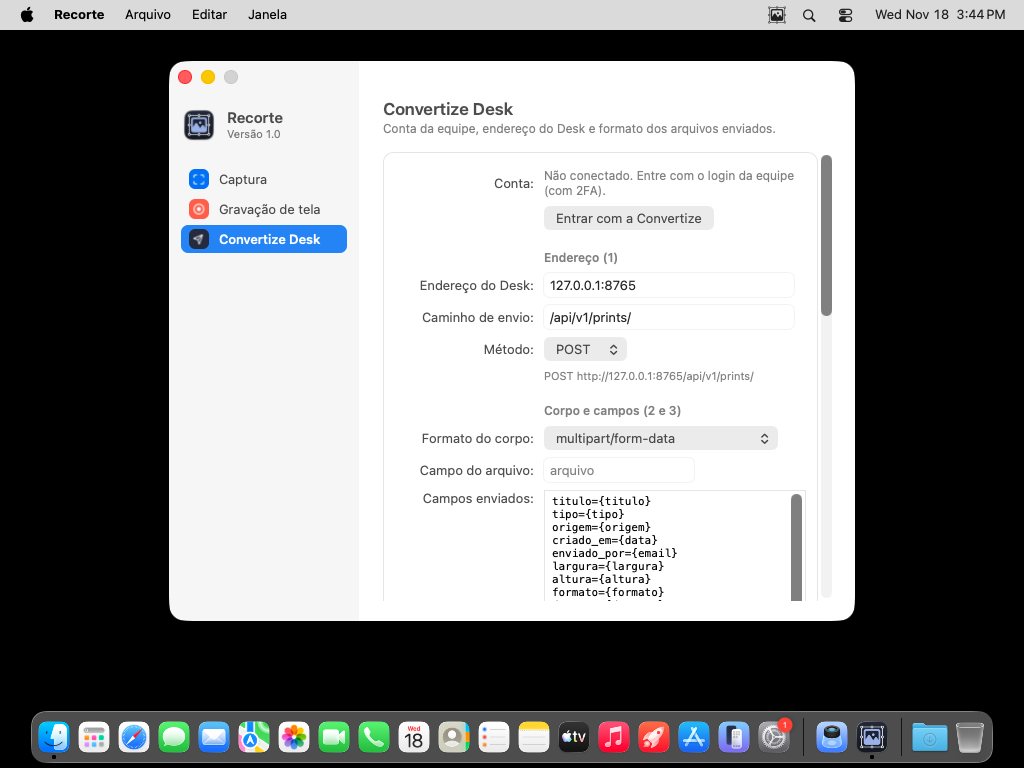 Recorte Arquivo Editar Janela Wed Nov 18 3:44 PM
Recorte
Versão 1.0
Captura
Gravação de tela
Convertize Desk
Convertize Desk
Conta da equipe, endereço do Desk e formato dos arquivos enviados.
Conta: Não conectado. Entre com o login da equipe
(com 2FA).
Entrar com a Convertize
Endereço (1)
Endereço do Desk: 127.0.0.1:8765
Caminho de envio: /api/v1/prints/
Método: POST
POST http://127.0.0.1:8765/api/v1/prints/
Corpo e campos (2 e 3)
Formato do corpo: multipart/form-data
Campo do arquivo: arquivo
Campos enviados: titulo={titulo}
tipo={tipo}
origem={origem}
criado_em={data}
enviado_por={email}
largura={largura}
altura={altura}
formato={formato}
Wed
18
tv
1